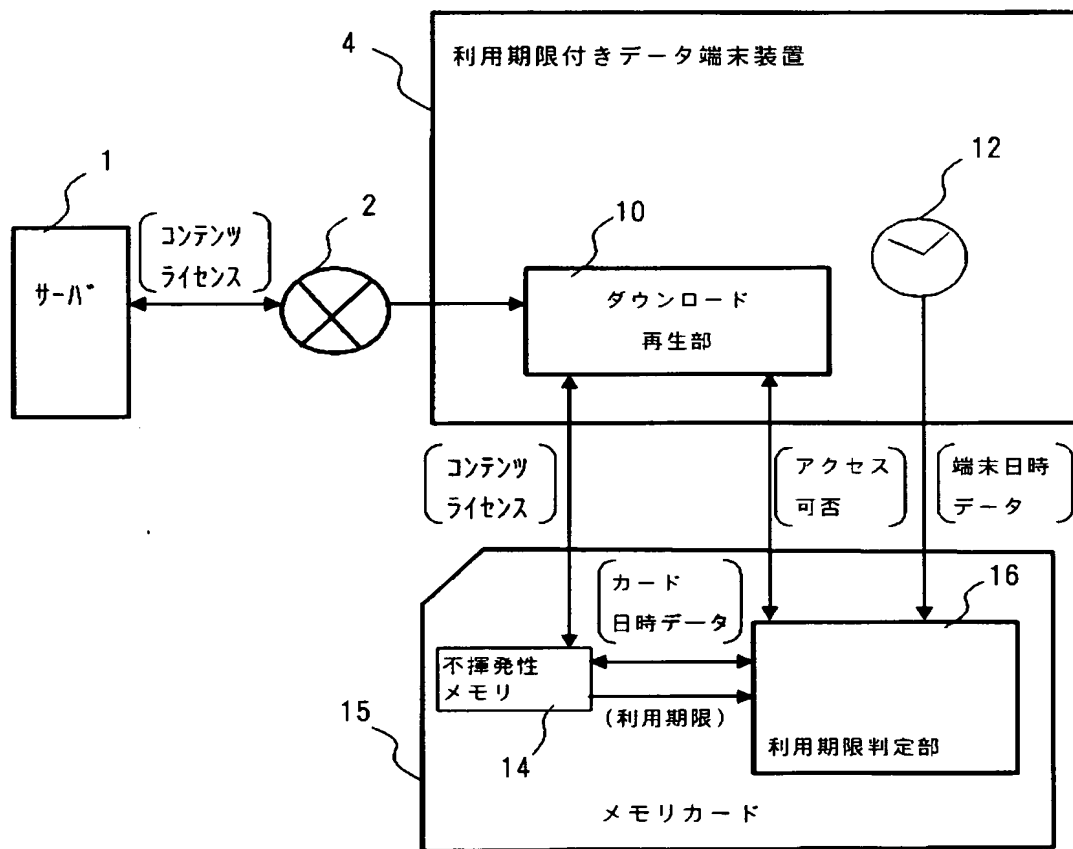 4
利用期限付きデータ端末装置
1
2
10
12
コンテンツ
ライセンス
サーバ
ダウンロード
再生部
コンテンツ
ライセンス
アクセス
可否
端末日時
データ
カード
日時データ
16
不揮発性
メモリ
(利用期限)
15
14
利用期限判定部
メモリカード